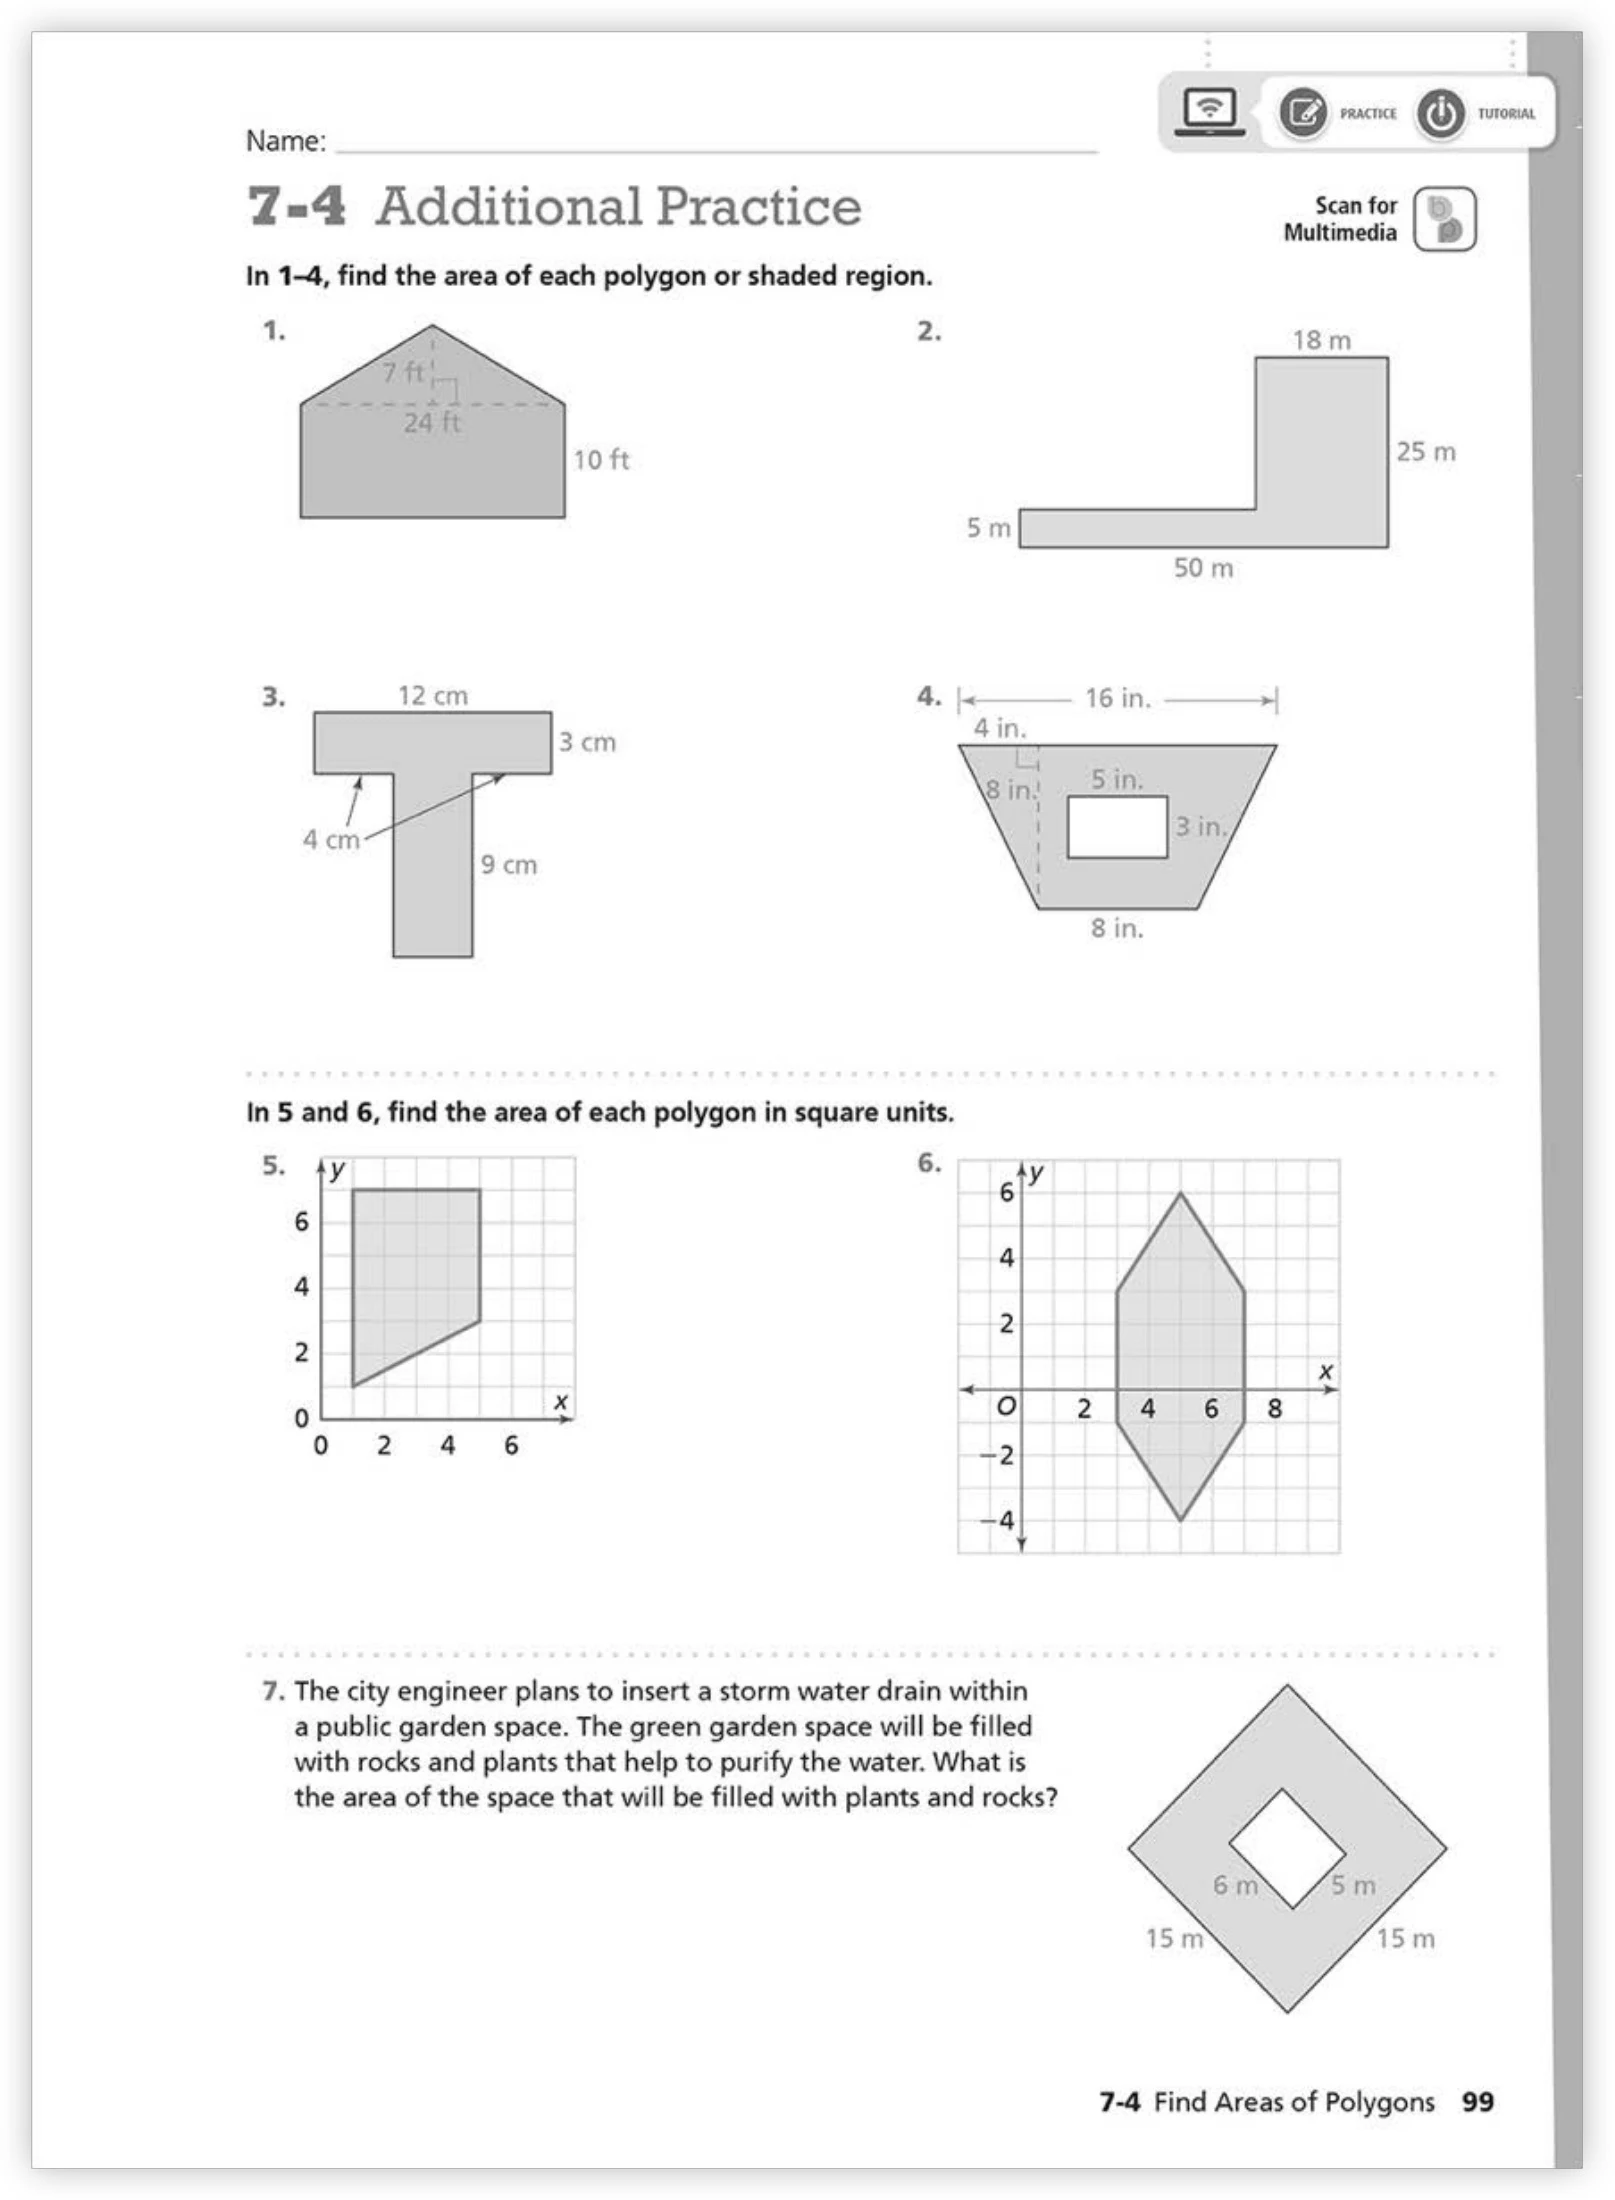 PRACTICE
TUTORIAL
Name:
7-4 Additional Practice
Scan for
Multimedia
In 1–4, find the area of each polygon or shaded region.
1.
7 ft
24 ft
10 ft
2.
18 m
25 m
5 m
50 m
3.
12 cm
3 cm
4 cm
9 cm
4.
16 in.
4 in.
8 in.
5 in.
3 in.
8 in.
In 5 and 6, find the area of each polygon in square units.
5.
y
6
4
2
0
x
0 2 4 6
6.
y
6
4
2
x
O 2 4 6 8
−2
−4
7. The city engineer plans to insert a storm water drain within
a public garden space. The green garden space will be filled
with rocks and plants that help to purify the water. What is
the area of the space that will be filled with plants and rocks?
6 m
5 m
15 m
15 m
7-4 Find Areas of Polygons 99